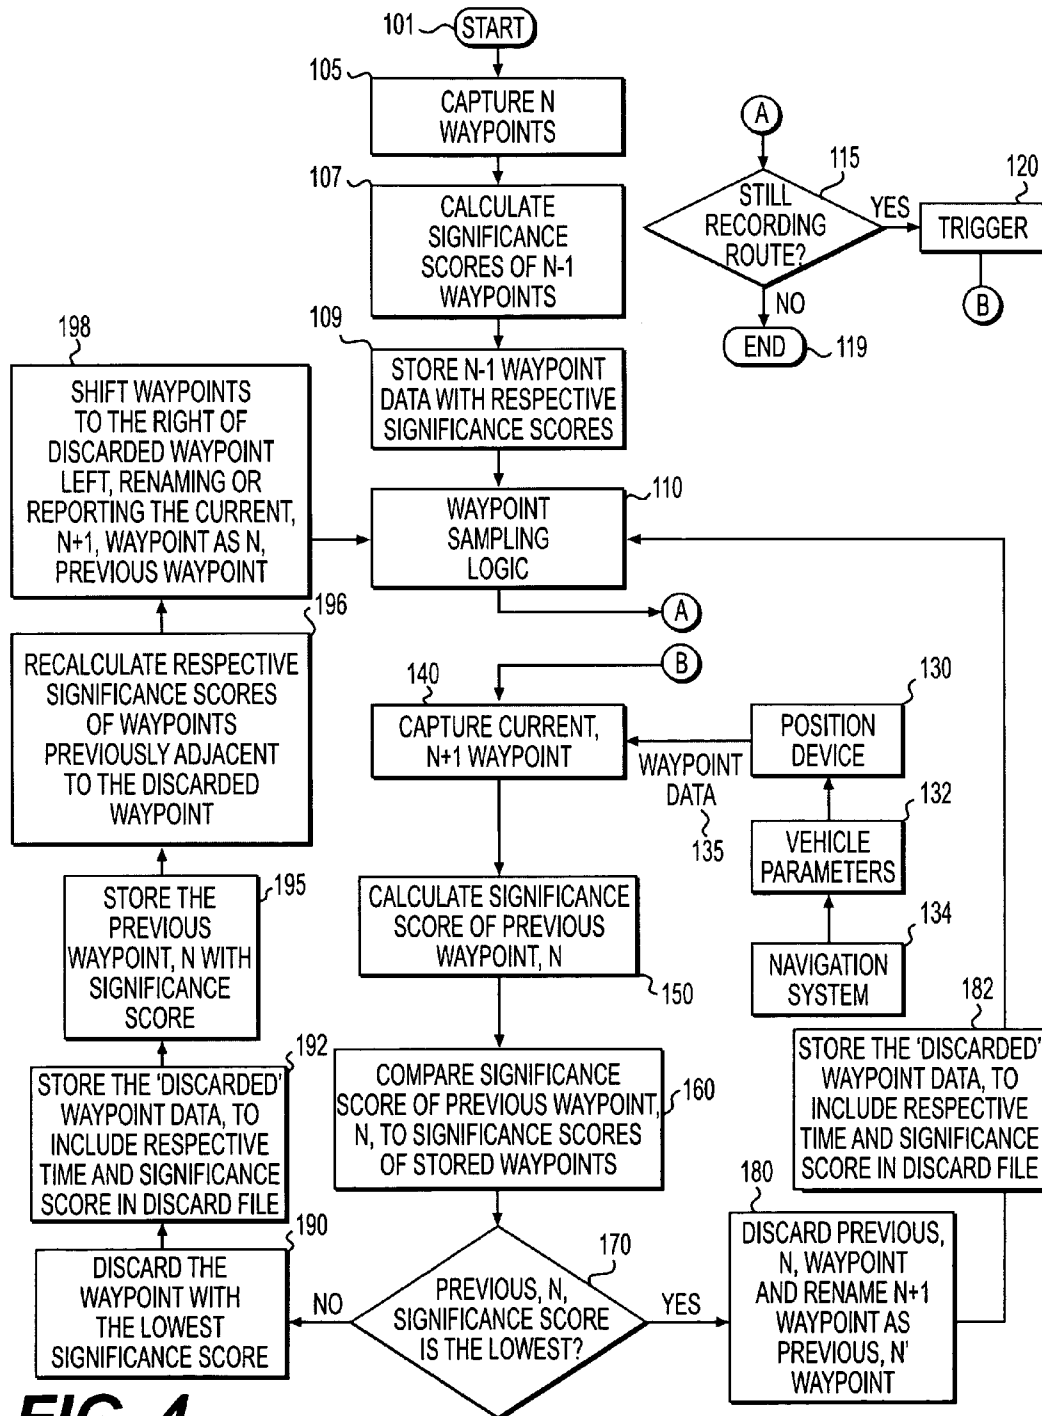 101
START
105
CAPTURE N
WAYPOINTS
107
CALCULATE
SIGNIFICANCE
SCORES OF N-1
WAYPOINTS
109
STORE N-1 WAYPOINT
DATA WITH RESPECTIVE
SIGNIFICANCE SCORES
110
WAYPOINT
SAMPLING
LOGIC
A
A
115
STILL
RECORDING
ROUTE?
YES
120
TRIGGER
B
NO
END
119
198
SHIFT WAYPOINTS
TO THE RIGHT OF
DISCARDED WAYPOINT
LEFT, RENAMING OR
REPORTING THE CURRENT,
N+1, WAYPOINT AS N,
PREVIOUS WAYPOINT
196
RECALCULATE RESPECTIVE
SIGNIFICANCE SCORES
OF WAYPOINTS
PREVIOUSLY ADJACENT
TO THE DISCARDED
WAYPOINT
B
140
CAPTURE CURRENT,
N+1 WAYPOINT
WAYPOINT
DATA
135
130
POSITION
DEVICE
132
VEHICLE
PARAMETERS
134
NAVIGATION
SYSTEM
195
STORE THE
PREVIOUS
WAYPOINT, N WITH
SIGNIFICANCE
SCORE
CALCULATE SIGNIFICANCE
SCORE OF PREVIOUS
WAYPOINT, N
150
192
STORE THE 'DISCARDED'
WAYPOINT DATA, TO
INCLUDE RESPECTIVE
TIME AND SIGNIFICANCE
SCORE IN DISCARD FILE
COMPARE SIGNIFICANCE
SCORE OF PREVIOUS WAYPOINT,
N, TO SIGNIFICANCE SCORES
OF STORED WAYPOINTS
160
182
STORE THE 'DISCARDED'
WAYPOINT DATA, TO
INCLUDE RESPECTIVE
TIME AND SIGNIFICANCE
SCORE IN DISCARD FILE
190
DISCARD THE
WAYPOINT WITH
THE LOWEST
SIGNIFICANCE SCORE
NO
170
PREVIOUS, N,
SIGNIFICANCE SCORE
IS THE LOWEST?
YES
180
DISCARD PREVIOUS,
N, WAYPOINT
AND RENAME N+1
WAYPOINT AS
PREVIOUS, N'
WAYPOINT
FIG. 4